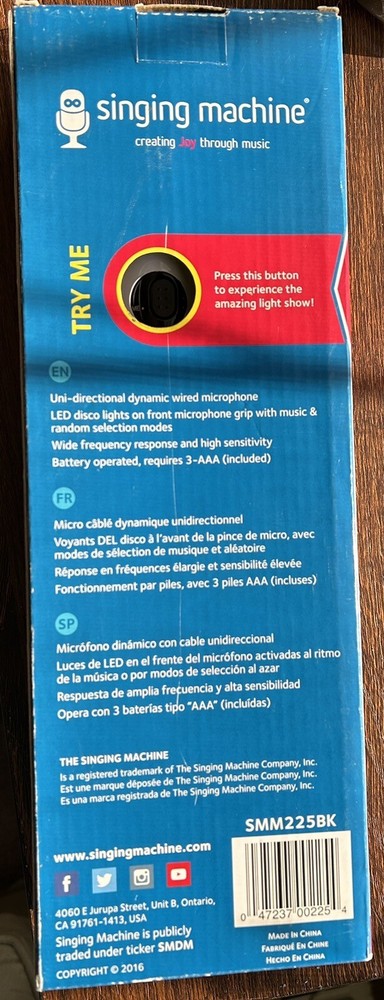 singing machine®
creating Joy through music
TRY ME
Press this button
to experience the
amazing light show!
EN
Uni-directional dynamic wired microphone
LED disco lights on front microphone grip with music &
random selection modes
Wide frequency response and high sensitivity
Battery operated, requires 3-AAA (included)
FR
Micro câblé dynamique unidirectionnel
Voyants DEL disco à l'avant de la pince de micro, avec
modes de sélection de musique et aléatoire
Réponse en fréquences élargie et sensibilité élevée
Fonctionnement par piles, avec 3 piles AAA (incluses)
SP
Micrófono dinámico con cable unidireccional
Luces de LED en el frente del micrófono activadas al ritmo
de la música o por modos de selección al azar
Respuesta de amplia frecuencia y alta sensibilidad
Opera con 3 baterías tipo "AAA" (incluídas)
THE SINGING MACHINE
Is a registered trademark of The Singing Machine Company, Inc.
Est une marque déposée de The Singing Machine Company, Inc.
Es una marca registrada de The Singing Machine Company, Inc.
SMM225BK
www.singingmachine.com
f
YouTube
4060 E Jurupa Street, Unit B, Ontario,
CA 91761-1413, USA
Singing Machine is publicly
traded under ticker SMDM
COPYRIGHT © 2016
0 47237 00225 4
MADE IN CHINA
FABRIQUÉ EN CHINE
HECHO EN CHINA